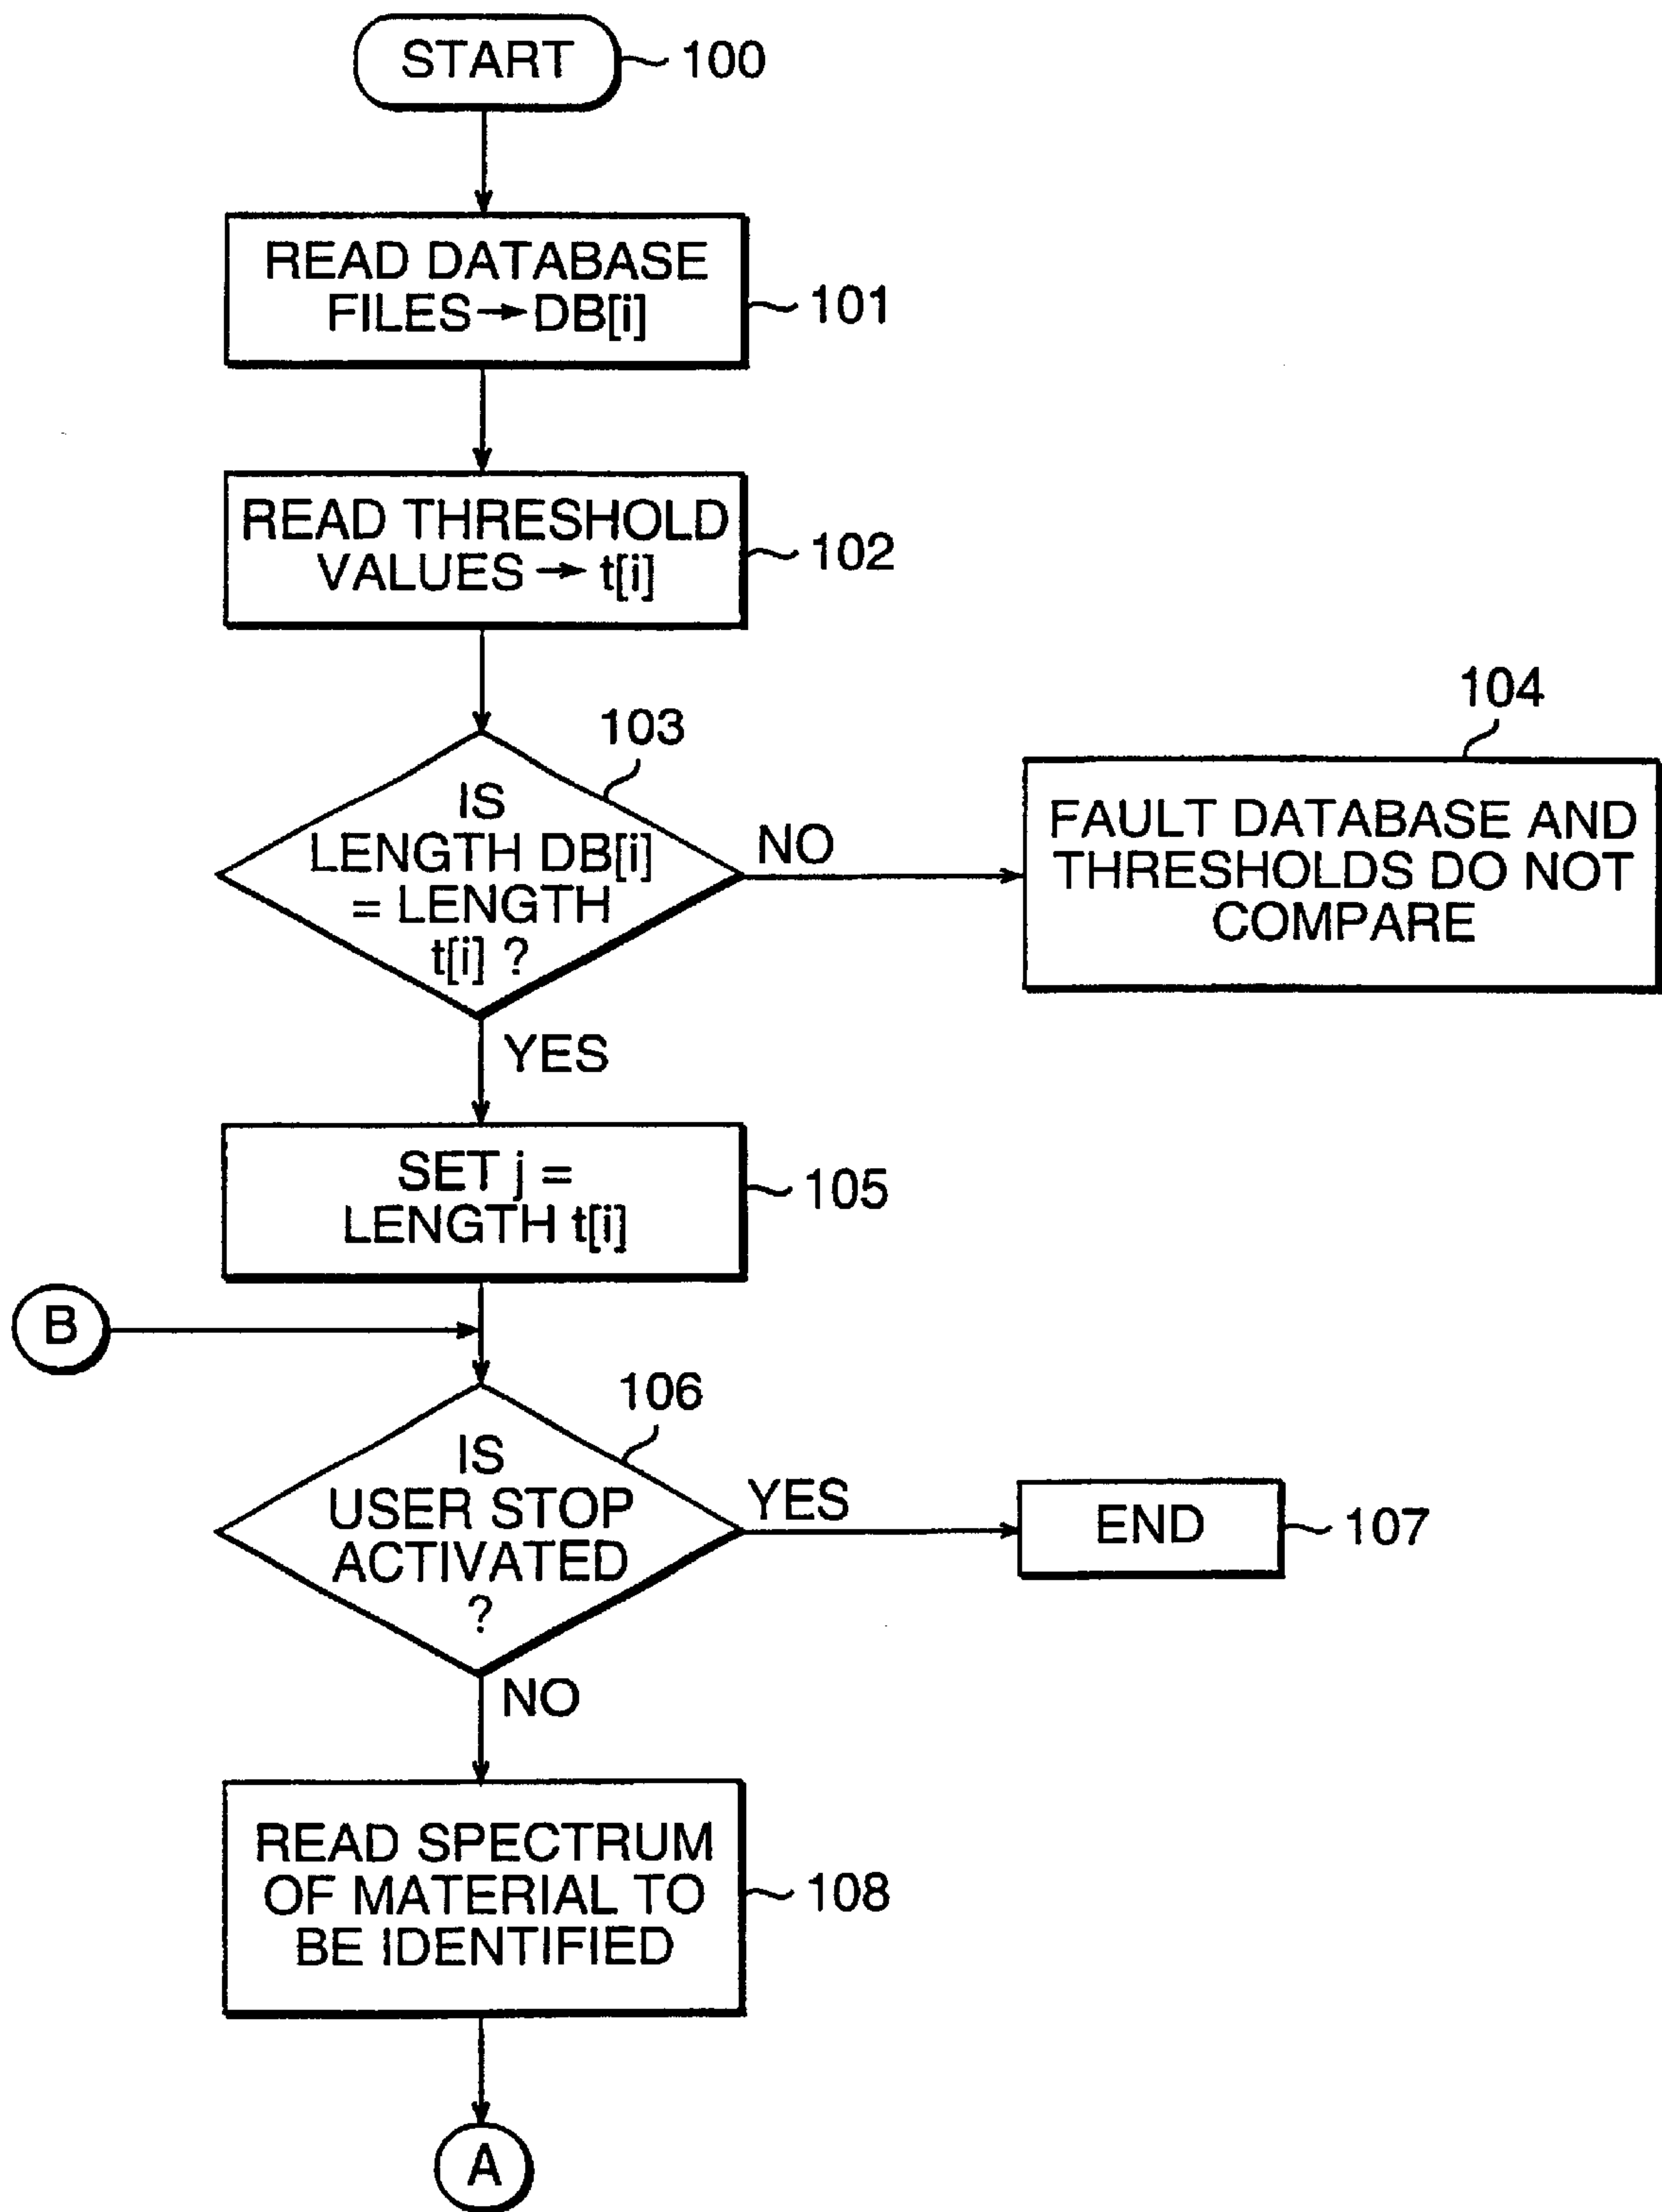 START
100
READ DATABASE
FILES → DB[i]
101
READ THRESHOLD
VALUES → t[i]
102
103
IS
LENGTH DB[i]
= LENGTH
t[i] ?
NO
104
FAULT DATABASE AND
THRESHOLDS DO NOT
COMPARE
YES
SET j =
LENGTH t[i]
105
B
106
IS
USER STOP
ACTIVATED
?
YES
END
107
NO
READ SPECTRUM
OF MATERIAL TO
BE IDENTIFIED
108
A